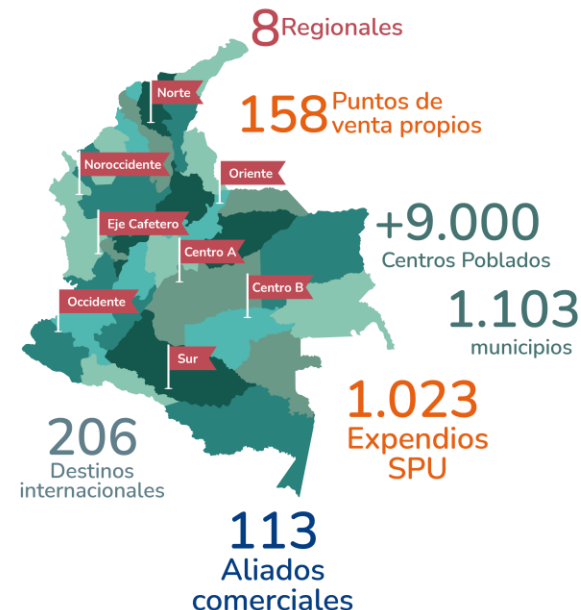 8 Regionales
Norte
158 Puntos de
venta propios
Noroccidente
Oriente
Eje Cafetero
+9.000
Centros Poblados
Centro A
Centro B
Occidente
1.103
municipios
Sur
1.023
Expendios
SPU
206
Destinos
internacionales
113
Aliados
comerciales